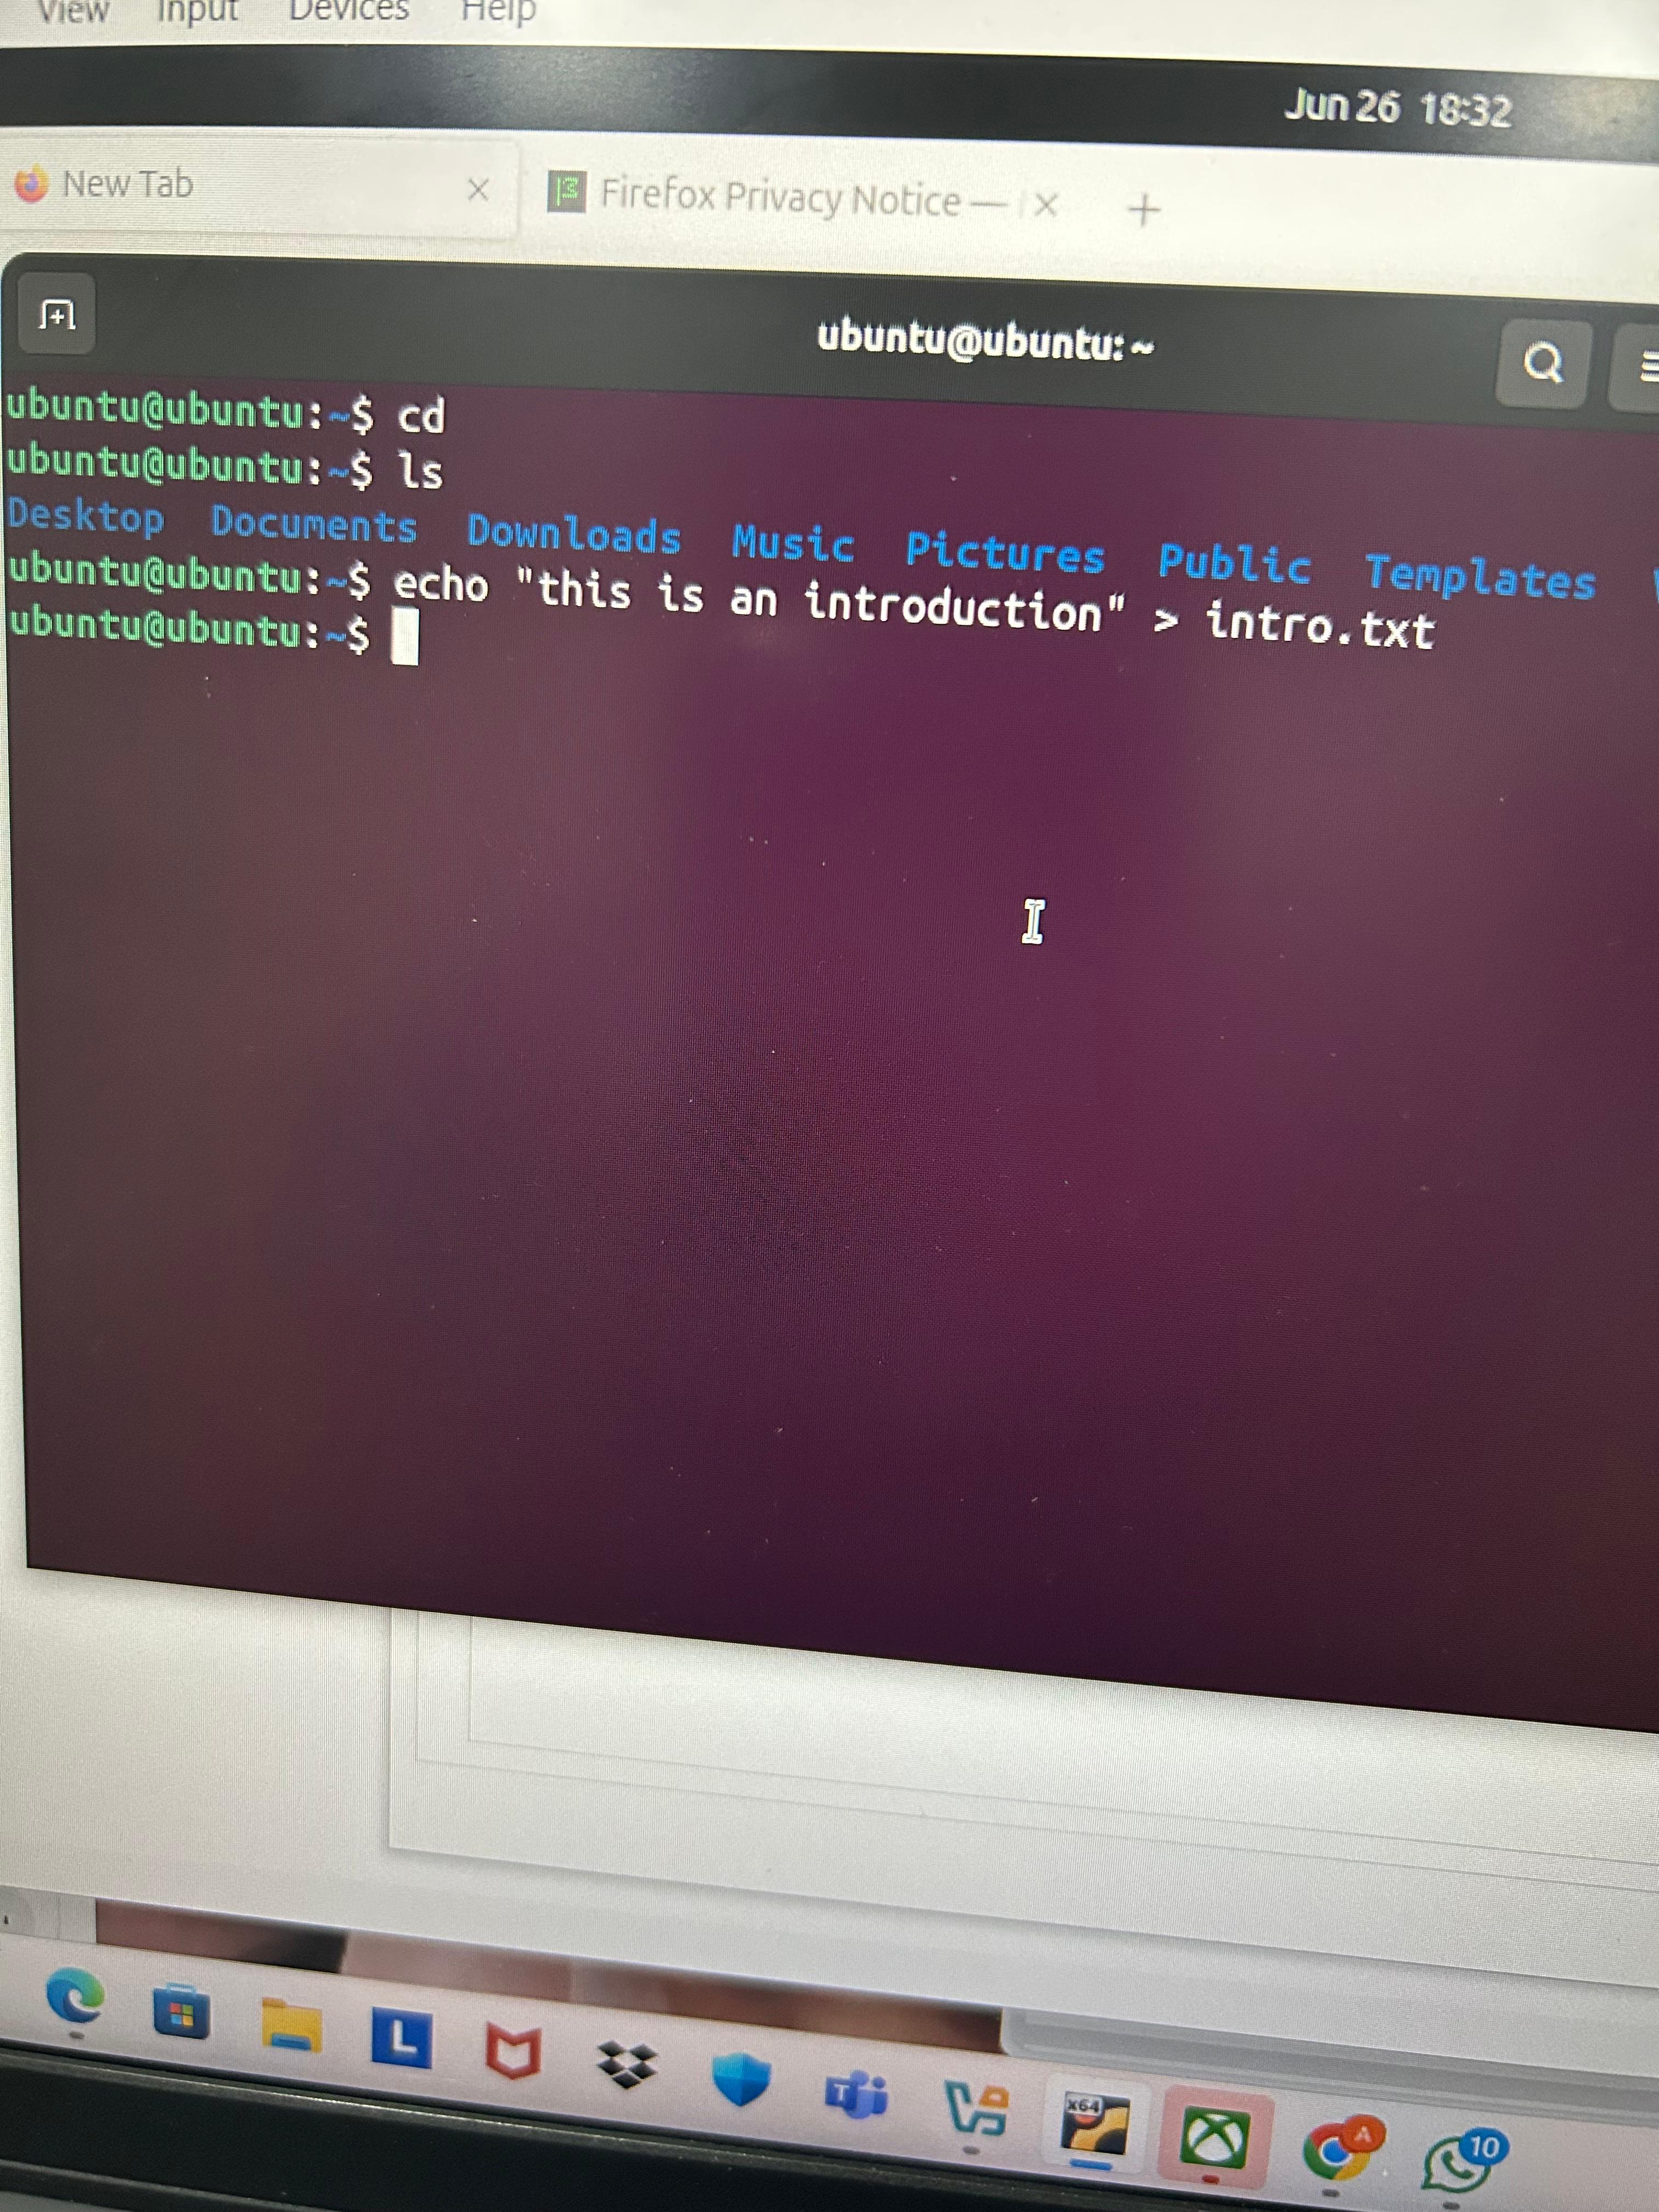 View Input Devices Help
Jun 26 18:32
New Tab
Firefox Privacy Notice —
ubuntu@ubuntu: ~
ubuntu@ubuntu:~$ cd
ubuntu@ubuntu:~$ ls
Desktop Documents Downloads Music Pictures Public Templates
ubuntu@ubuntu:~$ echo "this is an introduction" > intro.txt
ubuntu@ubuntu:~$
L
T
x64
A
10